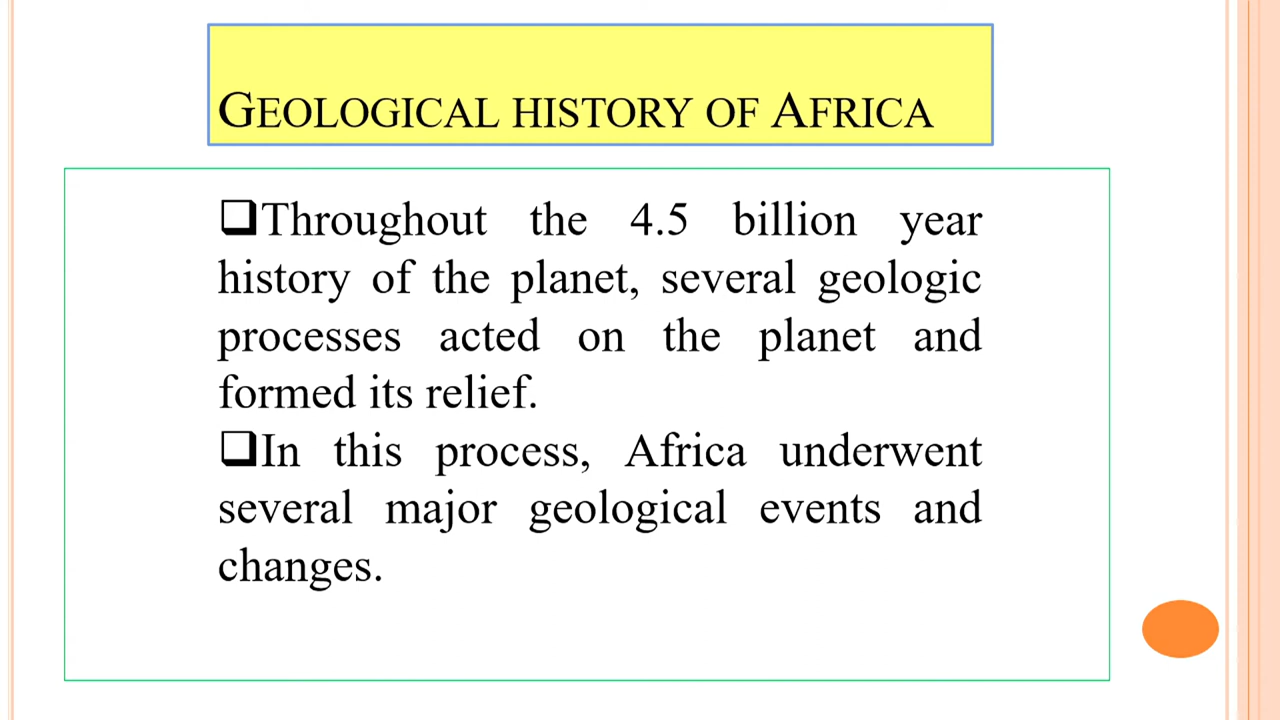 GEOLOGICAL HISTORY OF AFRICA
❑Throughout the 4.5 billion year
history of the planet, several geologic
processes acted on the planet and
formed its relief.
❑In this process, Africa underwent
several major geological events and
changes.